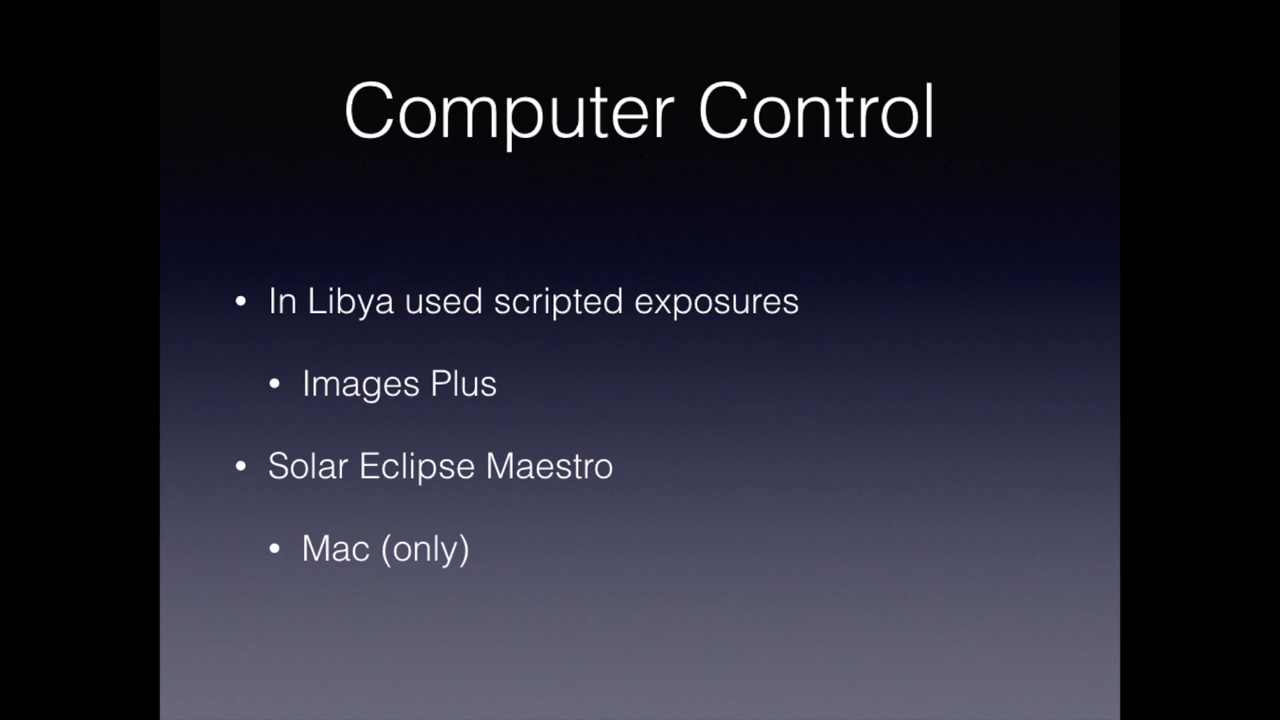 Computer Control
• In Libya used scripted exposures
• Images Plus
• Solar Eclipse Maestro
• Mac (only)